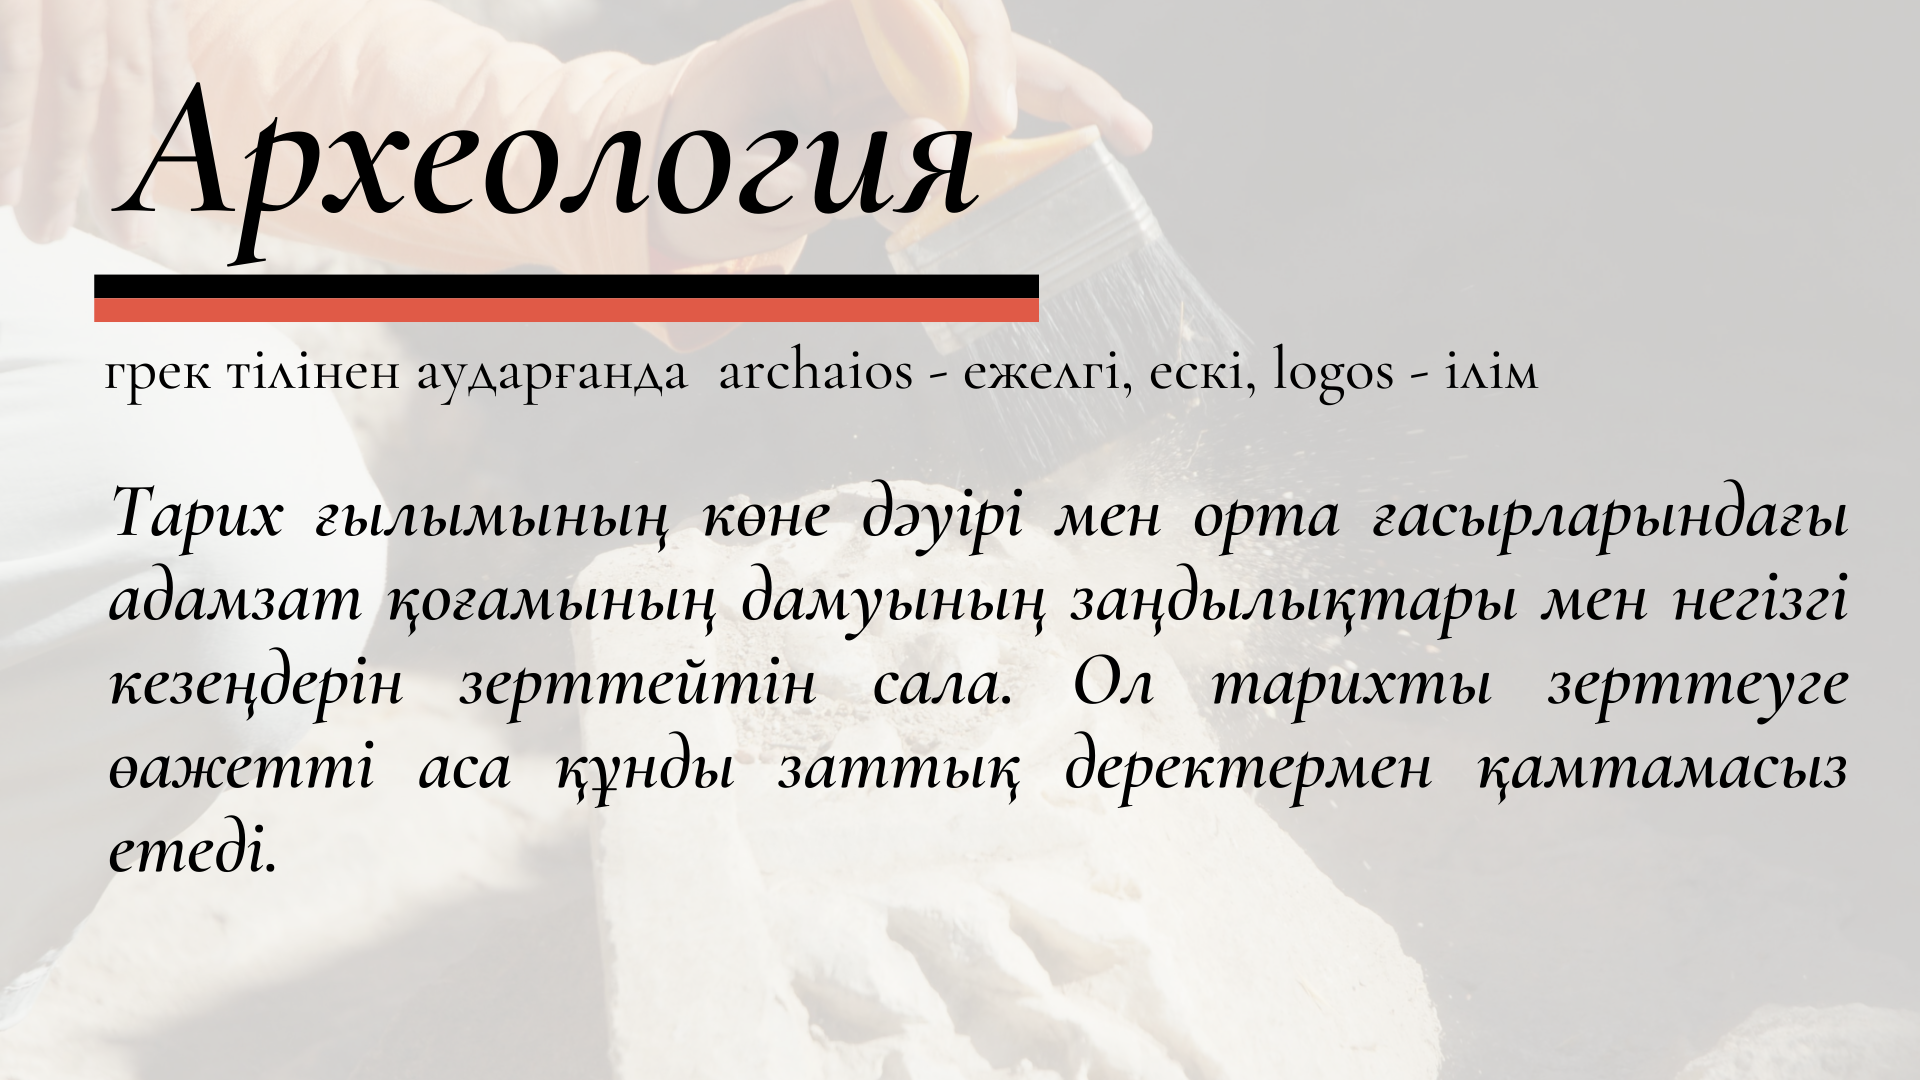 Археология
грек тілінен аударғанда archaios - ежелгі, ескі, logos - ілім
Тарих ғылымының көне дәуірі мен орта ғасырларындағы
адамзат қоғамының дамуының заңдылықтары мен негізгі
кезеңдерін зерттейтін сала. Ол тарихты зерттеуге
өажетті аса құнды заттық деректермен қамтамасыз
етеді.